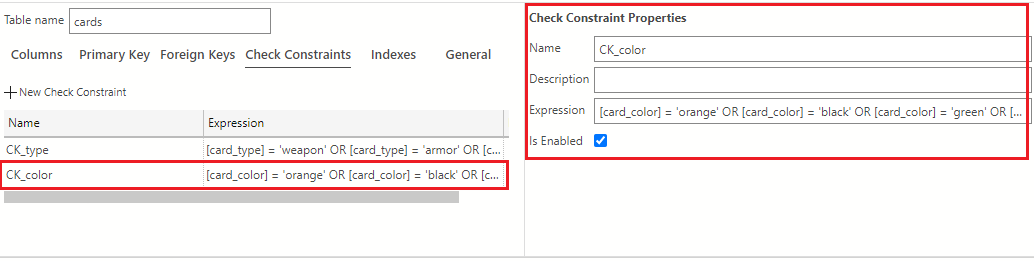 Table name cards
Columns Primary Key Foreign Keys Check Constraints Indexes General
New Check Constraint
Name Expression
CK_type [card_type] = 'weapon' OR [card_type] = 'armor' OR [c...
CK_color [card_color] = 'orange' OR [card_color] = 'black' OR [c...
Check Constraint Properties
Name CK_color
Description
Expression [card_color] = 'orange' OR [card_color] = 'black' OR [card_color] = 'green' OR [...
Is Enabled